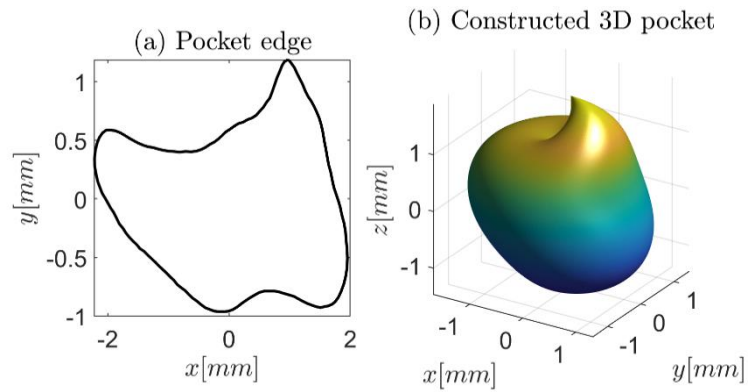 (a) Pocket edge
1
0.5
0
-0.5
-1
y[mm]
-2
0
2
x[mm]
(b) Constructed 3D pocket
1
0
-1
z[mm]
-1
0
1
x[mm]
-1
0
1
y[mm]